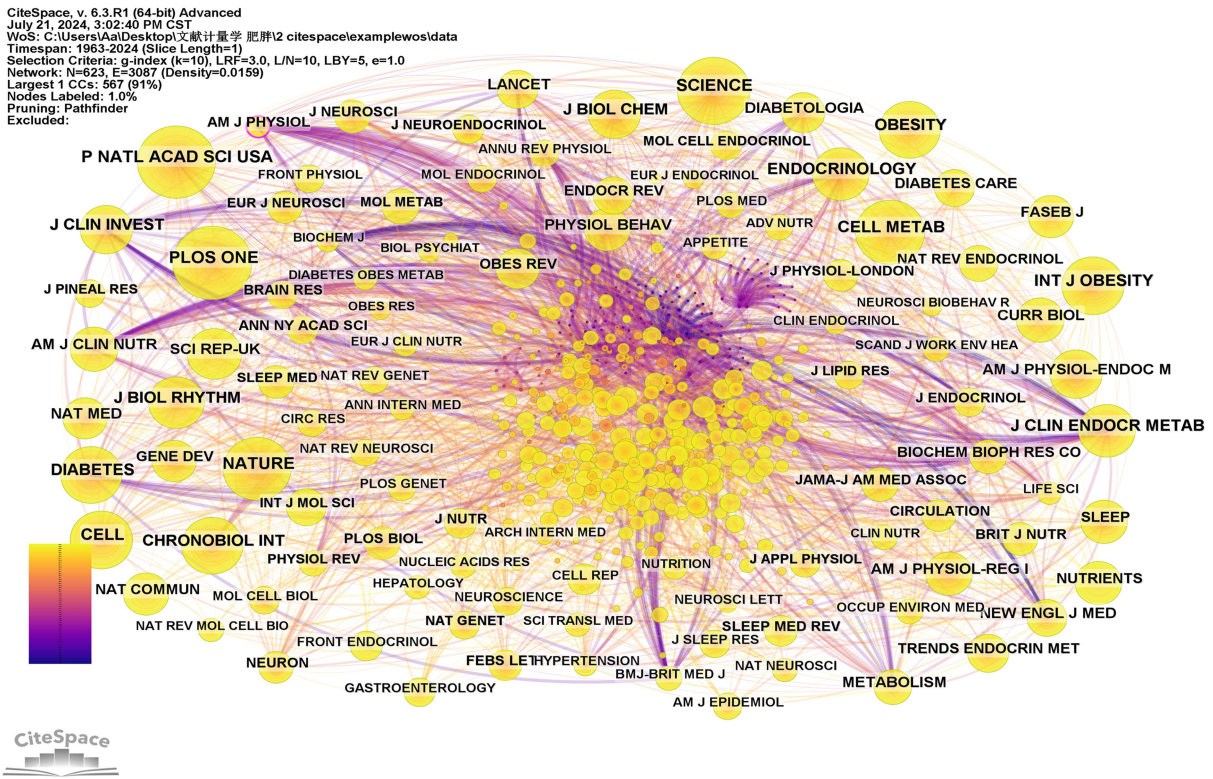 CiteSpace, v. 6.3.R1 (64-bit) Advanced
July 21, 2024, 3:02:40 PM CST
WoS: C:\Users\Aa\Desktop\文献计量学 肥胖\2 citespace\examplewos\data
Timespan: 1963-2024 (Slice Length=1)
Selection Criteria: g-index (k=10), LRF=3.0, L/N=10, LBY=5, e=1.0
Network: N=623, E=3087 (Density=0.0159)
Largest 1 CCs: 567 (91%)
Nodes Labeled: 1.0%
Pruning: Pathfinder
Excluded:
LANCET
SCIENCE
J NEUROSCI
J BIOL CHEM
DIABETOLOGIA
AM J PHYSIOL
J NEUROENDOCRINOL
OBESITY
MOL CELL ENDOCRINOL
ANNU REV PHYSIOL
P NATL ACAD SCI USA
ENDOCRINOLOGY
FRONT PHYSIOL
MOL ENDOCRINOL
EUR J ENDOCRINOL
DIABETES CARE
ENDOCR REV
EUR J NEUROSCI
MOL METAB
PLOS MED
FASEB J
J CLIN INVEST
PHYSIOL BEHAV
ADV NUTR
CELL METAB
BIOCHEM J
BIOL PSYCHIAT
APPETITE
PLOS ONE
OBES REV
NAT REV ENDOCRINOL
DIABETES OBES METAB
J PHYSIOL-LONDON
INT J OBESITY
J PINEAL RES
BRAIN RES
OBES RES
NEUROSCI BIOBEHAV R
CURR BIOL
ANN NY ACAD SCI
CLIN ENDOCRINOL
AM J CLIN NUTR
SCI REP-UK
EUR J CLIN NUTR
SCAND J WORK ENV HEA
SLEEP MED
NAT REV GENET
J LIPID RES
AM J PHYSIOL-ENDOC M
J BIOL RHYTHM
ANN INTERN MED
J ENDOCRINOL
NAT MED
CIRC RES
J CLIN ENDOCR METAB
GENE DEV
NAT REV NEUROSCI
BIOCHEM BIOPH RES CO
DIABETES
NATURE
PLOS GENET
JAMA-J AM MED ASSOC
LIFE SCI
INT J MOL SCI
CIRCULATION
SLEEP
CELL
CHRONOBIOL INT
PLOS BIOL
J NUTR
ARCH INTERN MED
CLIN NUTR
BRIT J NUTR
PHYSIOL REV
NUCLEIC ACIDS RES
NUTRITION
J APPL PHYSIOL
AM J PHYSIOL-REG I
NUTRIENTS
NAT COMMUN
MOL CELL BIOL
HEPATOLOGY
CELL REP
NEUROSCIENCE
NEUROSCI LETT
OCCUP ENVIRON MED
NEW ENGL J MED
NAT REV MOL CELL BIO
NAT GENET
SCI TRANSL MED
SLEEP MED REV
FRONT ENDOCRINOL
J SLEEP RES
TRENDS ENDOCRIN MET
NEURON
FEBS LETT
HYPERTENSION
BMJ-BRIT MED J
NAT NEUROSCI
METABOLISM
GASTROENTEROLOGY
AM J EPIDEMIOL
CiteSpace